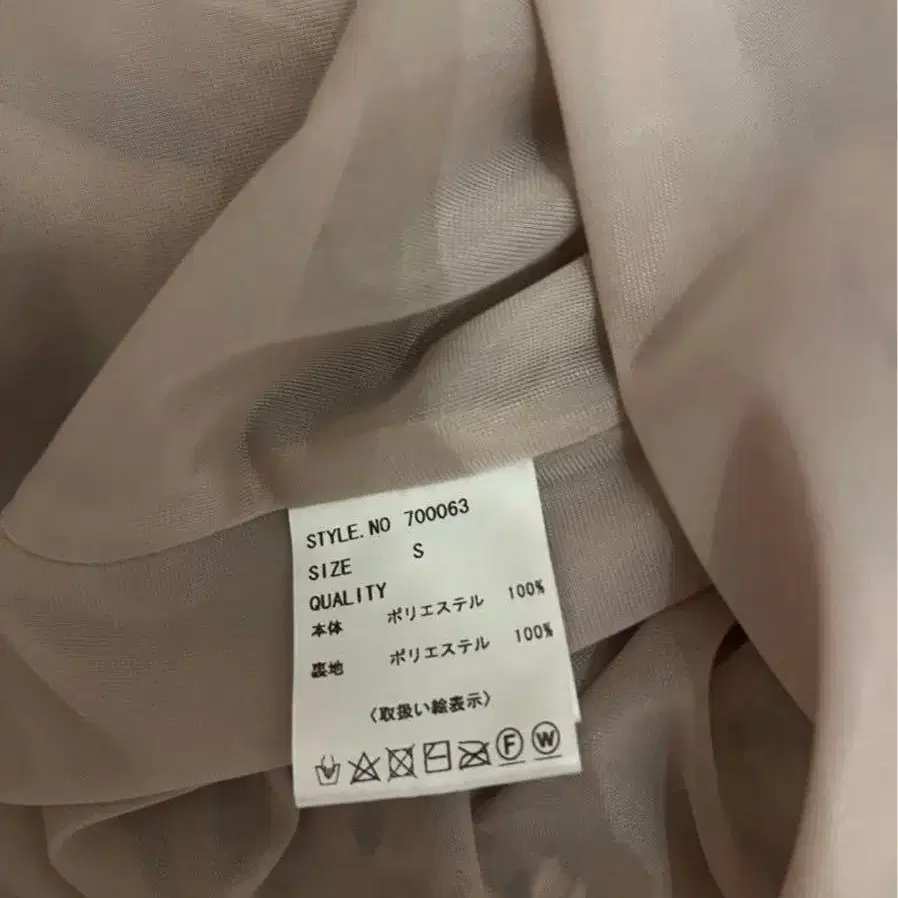 STYLE.NO 700063
SIZE S
QUALITY
本体 ポリエステル 100%
裏地 ポリエステル 100%
〈取扱い絵表示〉
F W